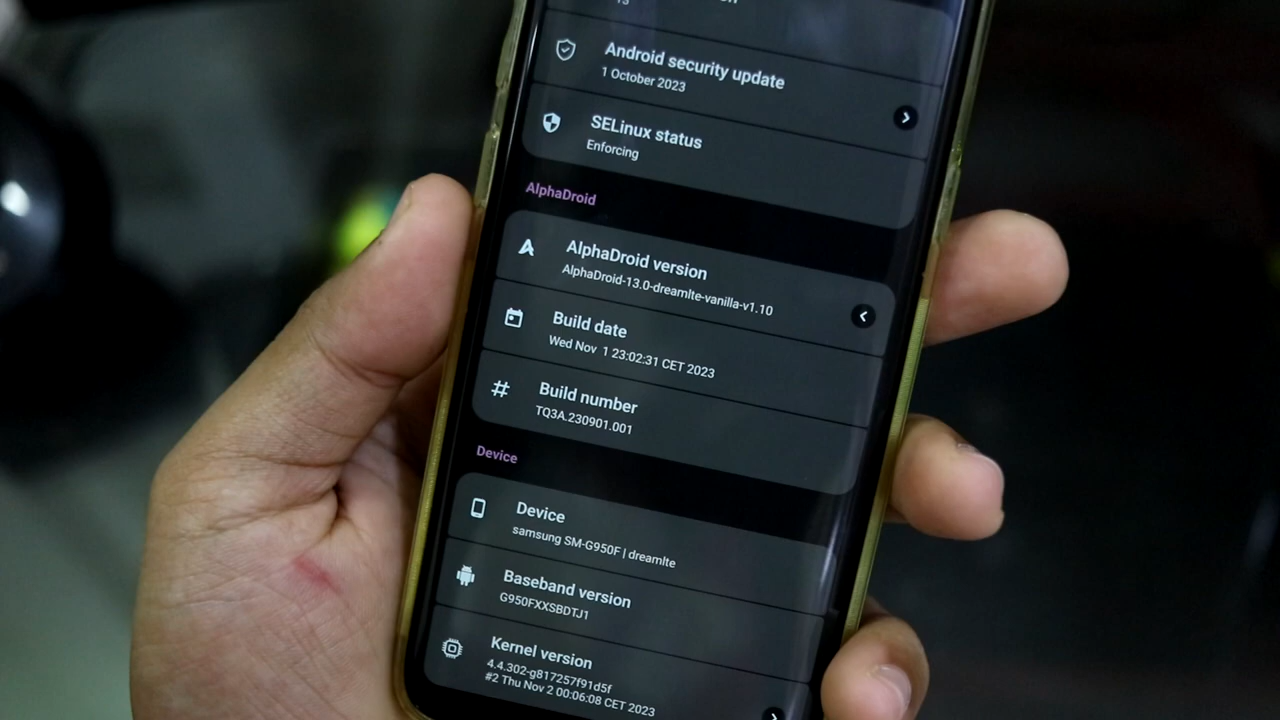 13
Android security update
1 October 2023
SELinux status
Enforcing
AlphaDroid
AlphaDroid version
AlphaDroid-13.0-dreamlte-vanilla-v1.10
Build date
Wed Nov 1 23:02:31 CET 2023
Build number
TQ3A.230901.001
Device
Device
samsung SM-G950F | dreamlte
Baseband version
G950FXXSBDTJ1
Kernel version
4.4.302-g817257f91d5f
#2 Thu Nov 2 00:06:08 CET 2023